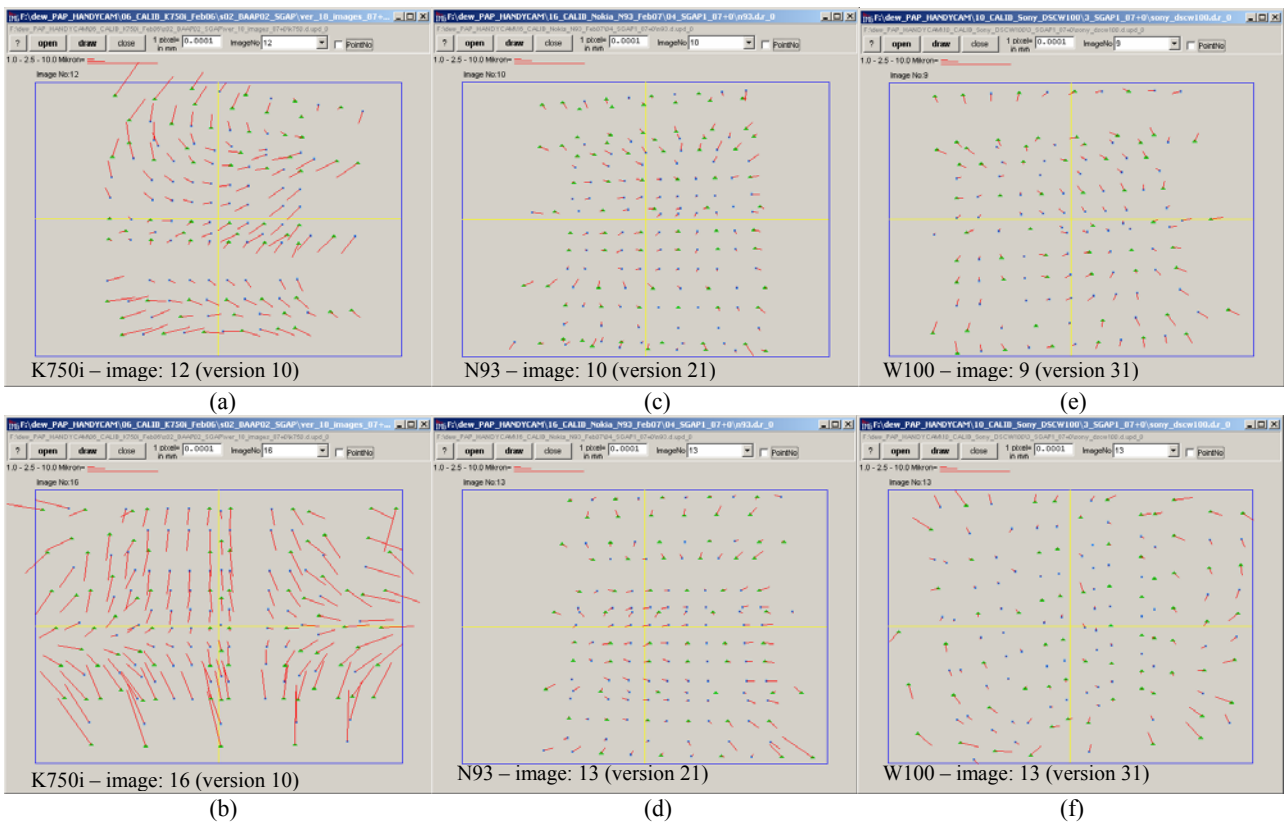 F:\dew_PAP_HANDYCAM\06_CALIB_K750i_Feb06\s02_BAAP02_SGAP\ver_10_images_07+...
? open draw close 1 pixel= in mm 0.0001 ImageNo 12 PointNo
1.0 - 2.5 - 10.0 Mikron=
Image No:12
K750i – image: 12 (version 10)
(a)
F:\dew_PAP_HANDYCAM\16_CALIB_Nokia_N93_Feb07\04_SGAP1_07+0\n93.d.r_0
? open draw close 1 pixel= in mm 0.0001 ImageNo 10 PointNo
1.0 - 2.5 - 10.0 Mikron=
Image No:10
N93 – image: 10 (version 21)
(c)
F:\dew_PAP_HANDYCAM\10_CALIB_Sony_DSCW100\3_SGAP1_07+0\sony_dscw100.d.r_0
? open draw close 1 pixel= in mm 0.0001 ImageNo 9 PointNo
1.0 - 2.5 - 10.0 Mikron=
Image No:9
W100 – image: 9 (version 31)
(e)
F:\dew_PAP_HANDYCAM\06_CALIB_K750i_Feb06\s02_BAAP02_SGAP\ver_10_images_07+...
? open draw close 1 pixel= in mm 0.0001 ImageNo 16 PointNo
1.0 - 2.5 - 10.0 Mikron=
Image No:16
K750i – image: 16 (version 10)
(b)
F:\dew_PAP_HANDYCAM\16_CALIB_Nokia_N93_Feb07\04_SGAP1_07+0\n93.d.r_0
? open draw close 1 pixel= in mm 0.0001 ImageNo 13 PointNo
1.0 - 2.5 - 10.0 Mikron=
Image No:13
N93 – image: 13 (version 21)
(d)
F:\dew_PAP_HANDYCAM\10_CALIB_Sony_DSCW100\3_SGAP1_07+0\sony_dscw100.d.r_0
? open draw close 1 pixel= in mm 0.0001 ImageNo 13 PointNo
1.0 - 2.5 - 10.0 Mikron=
Image No:13
W100 – image: 13 (version 31)
(f)